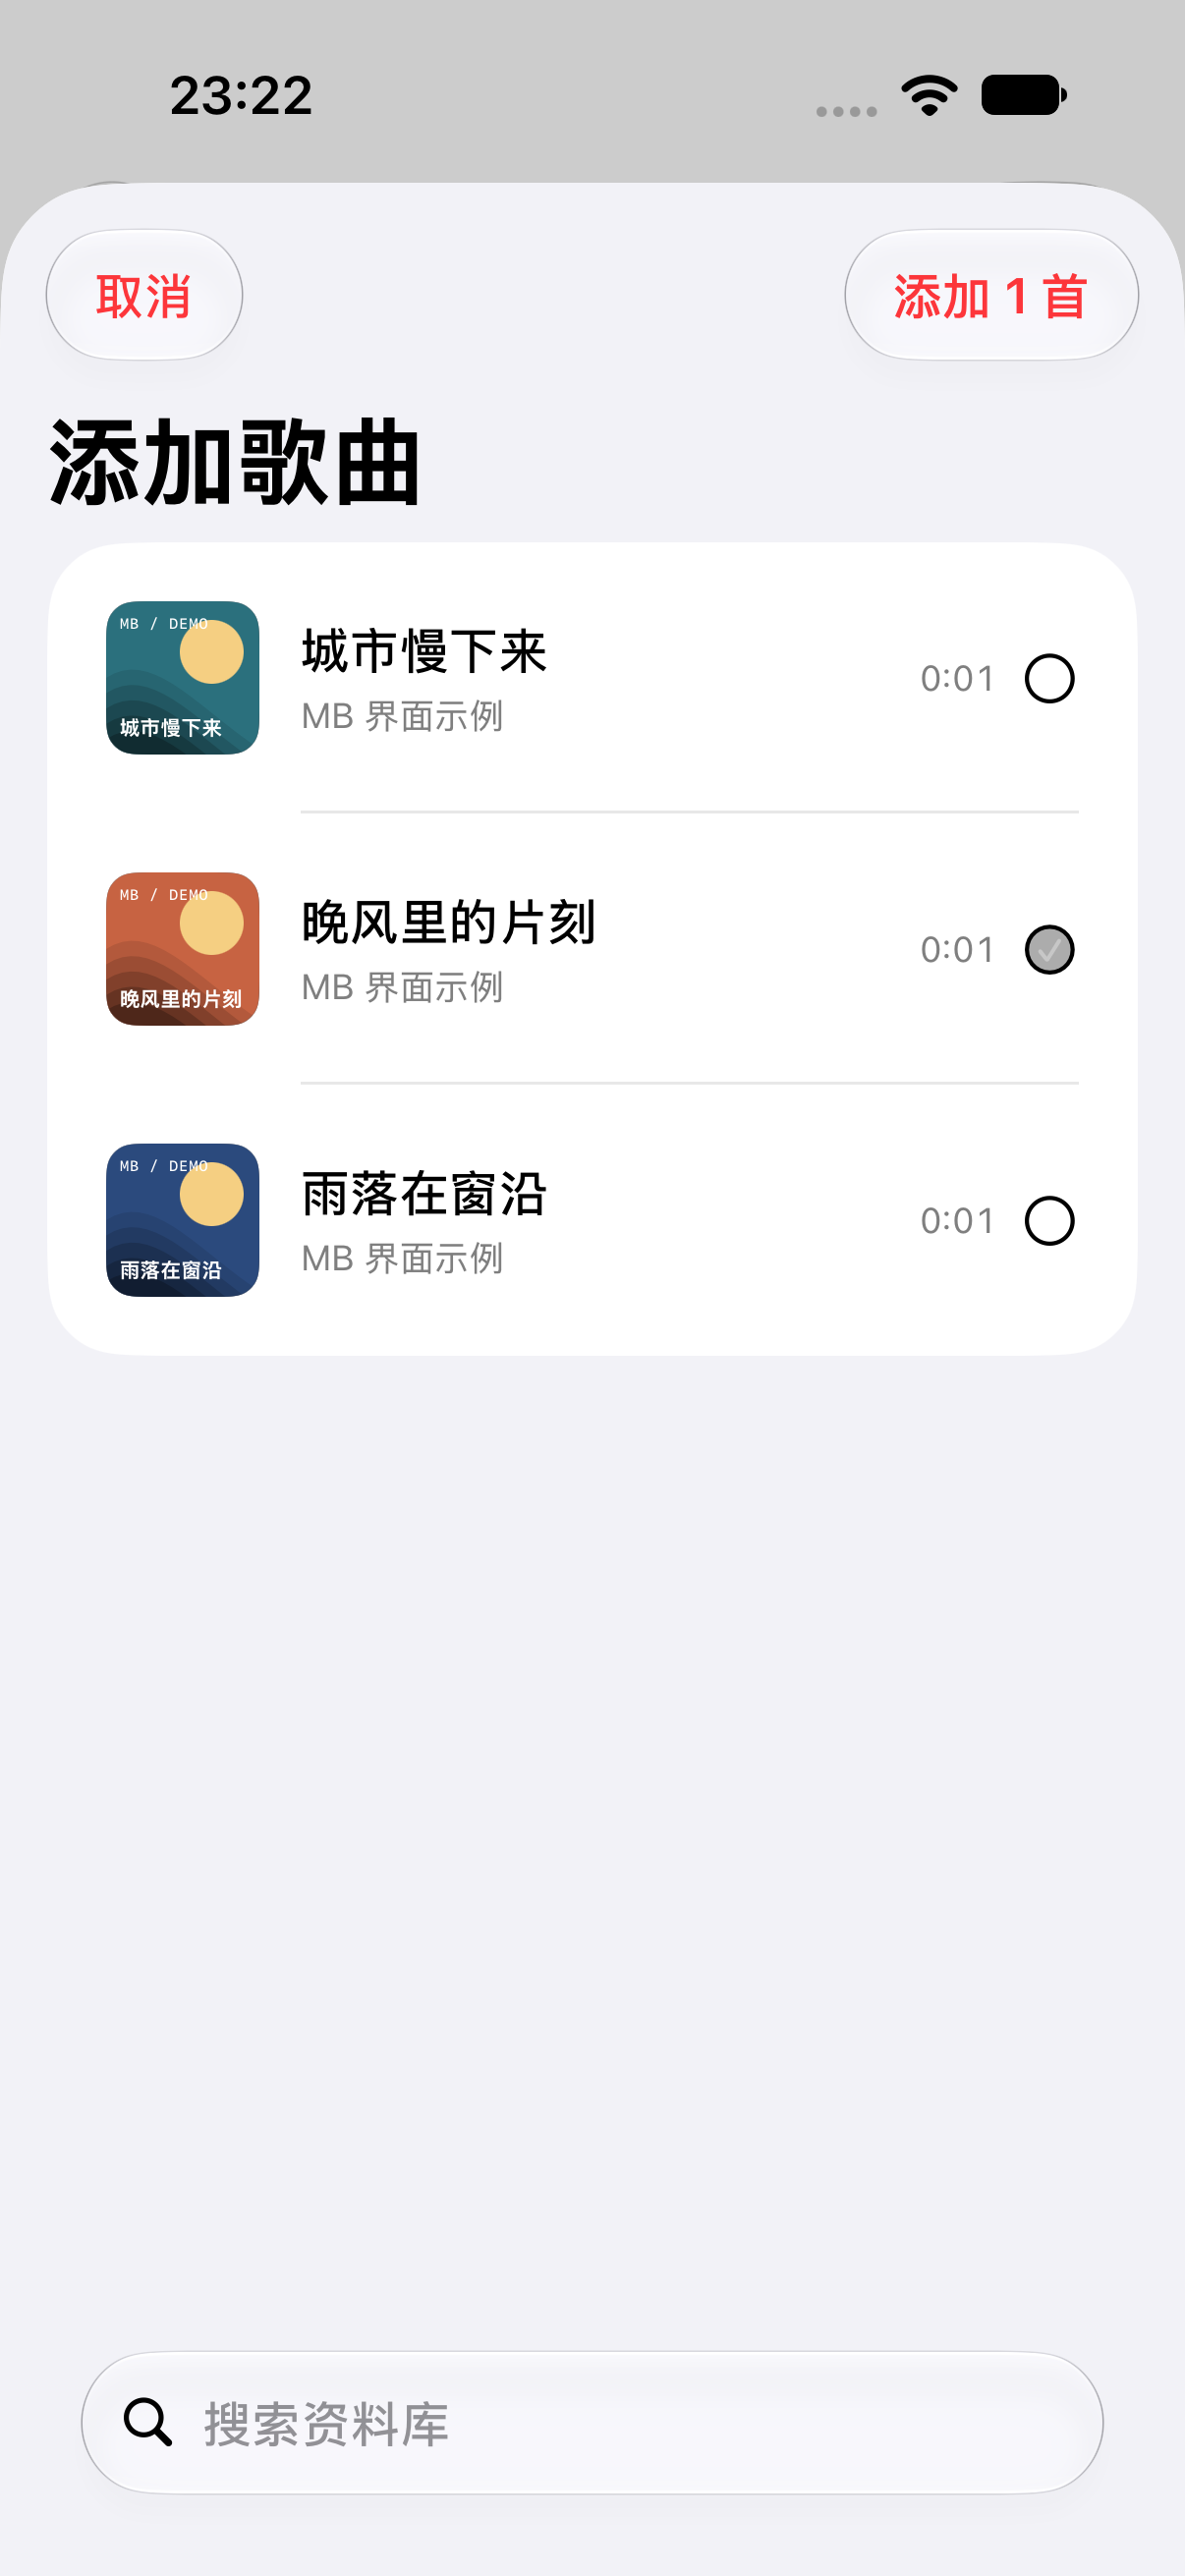 23:22
取消
添加 1 首
添加歌曲
MB / DEMO
城市慢下来
城市慢下来
MB 界面示例
0:01
MB / DEMO
晚风里的片刻
晚风里的片刻
MB 界面示例
0:01
MB / DEMO
雨落在窗沿
雨落在窗沿
MB 界面示例
0:01
搜索资料库